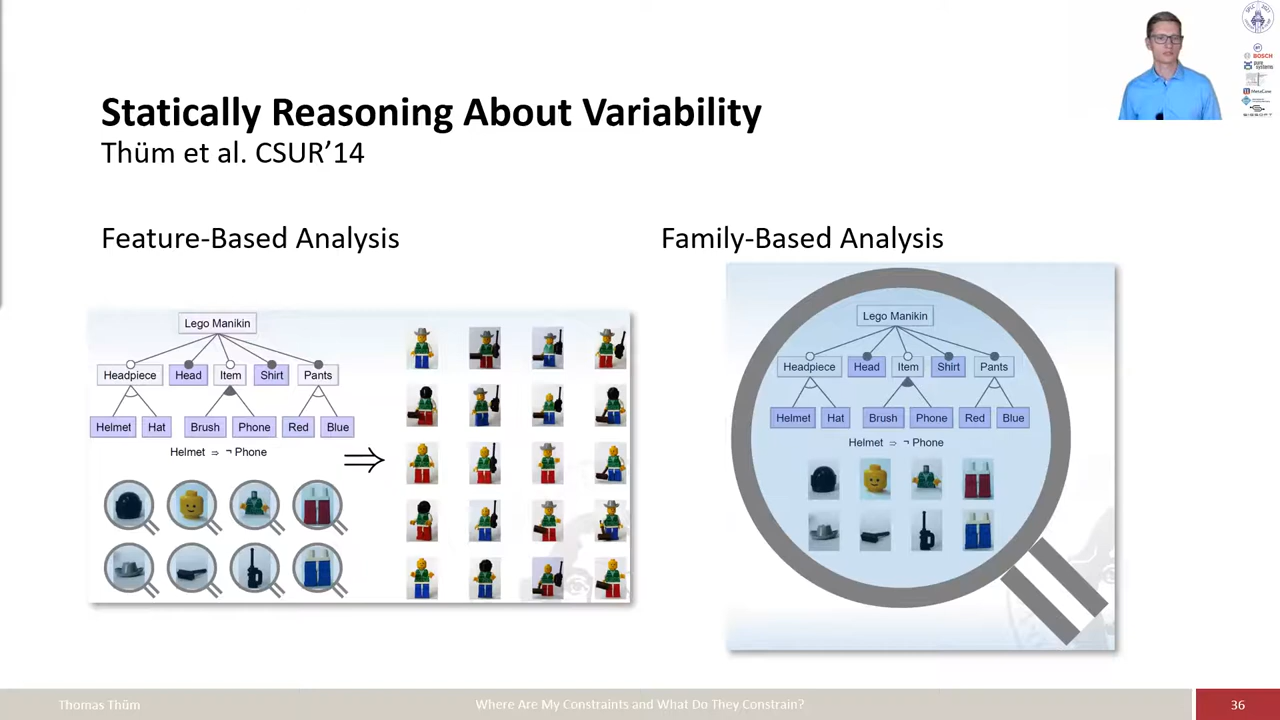 Statically Reasoning About Variability
Thüm et al. CSUR’14
Feature-Based Analysis
Family-Based Analysis
Lego Manikin
Headpiece Head Item Shirt Pants
Helmet Hat Brush Phone Red Blue
Helmet ⇒ ¬ Phone
Lego Manikin
Headpiece Head Item Shirt Pants
Helmet Hat Brush Phone Red Blue
Helmet ⇒ ¬ Phone
BOSCH
Thomas Thüm
Where Are My Constraints and What Do They Constrain?
36